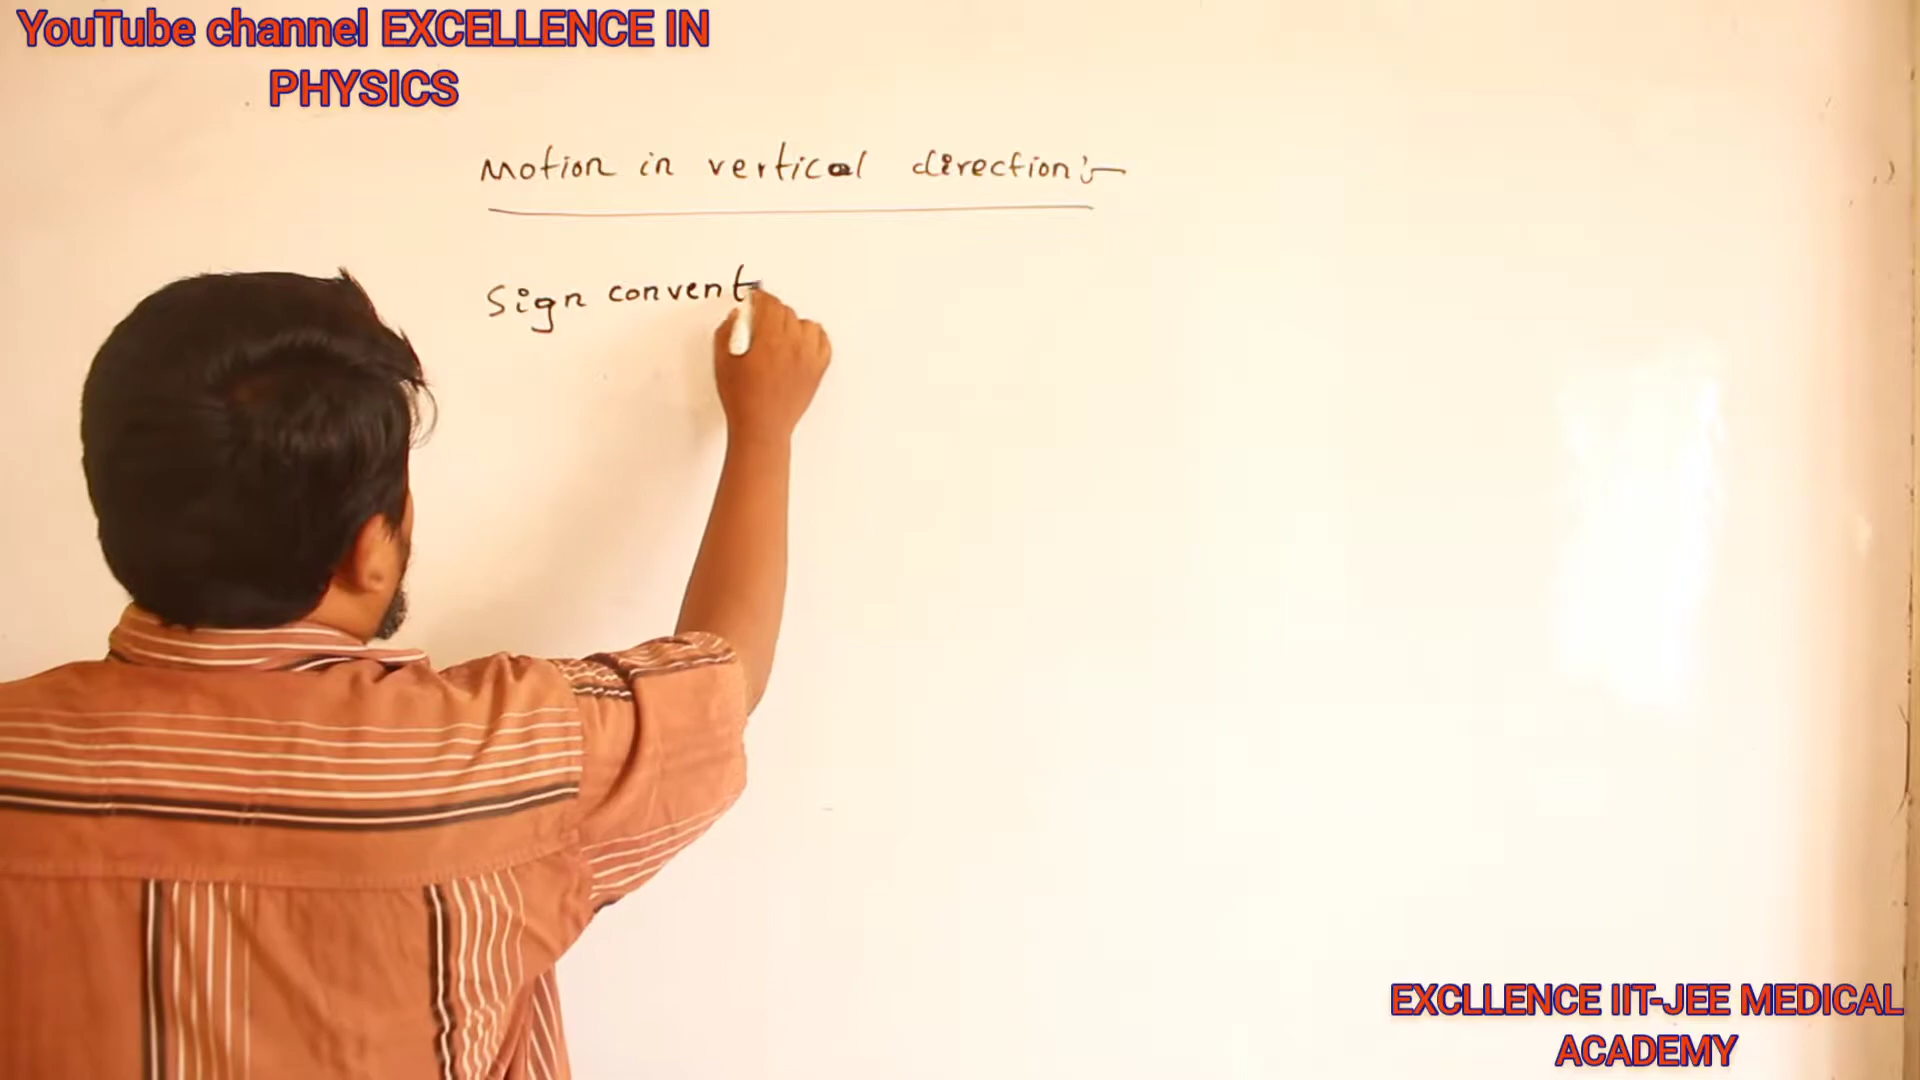 YouTube channel EXCELLENCE IN
PHYSICS
Motion in vertical direction:-
Sign convent
EXCLLENCE IIT-JEE MEDICAL
ACADEMY